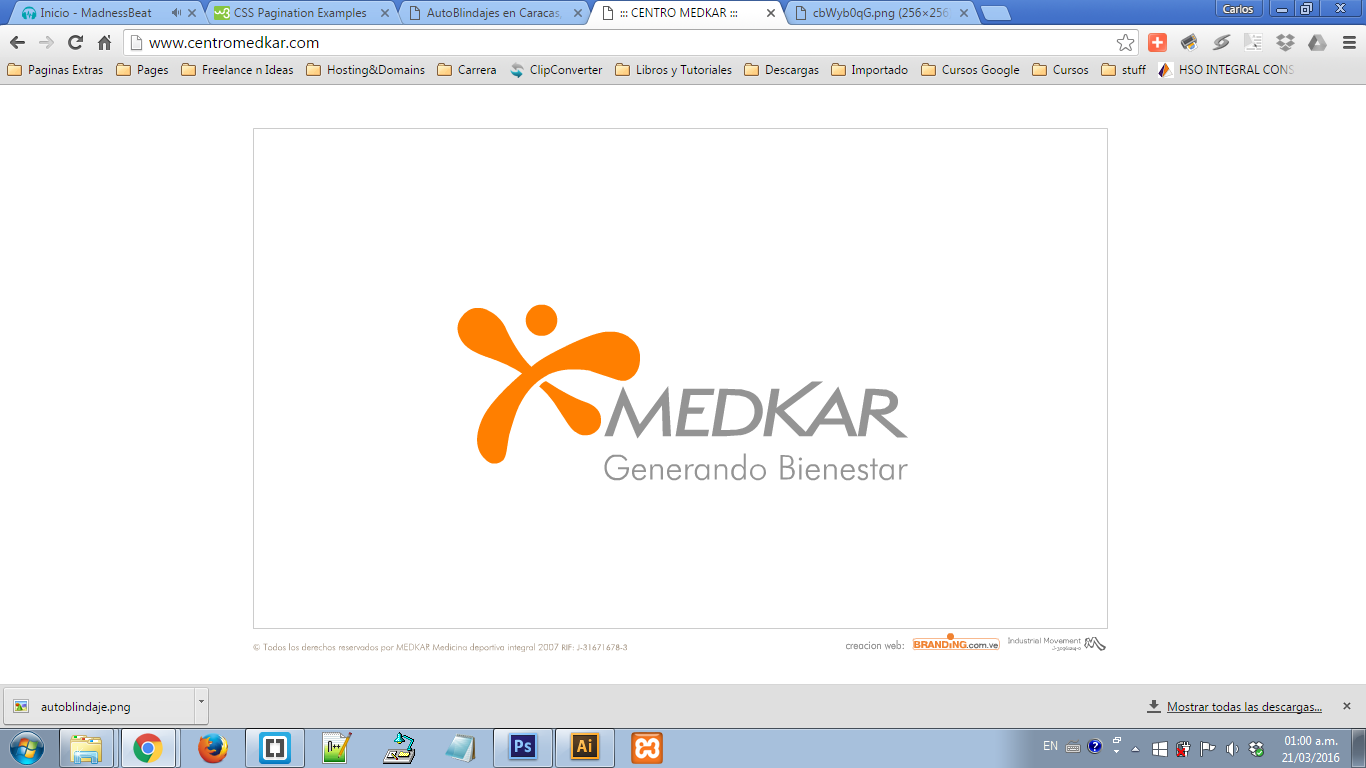 Inicio - MadnessBeat
CSS Pagination Examples
AutoBlindajes en Caracas,
::: CENTRO MEDKAR :::
cbWyb0qG.png (256×256
Carlos
www.centromedkar.com
Paginas Extras
Pages
Freelance n Ideas
Hosting&Domains
Carrera
ClipConverter
Libros y Tutoriales
Descargas
Importado
Cursos Google
Cursos
stuff
HSO INTEGRAL CONS
MEDKAR
Generando Bienestar
© Todos los derechos reservados por MEDKAR Medicina deportiva integral 2007 RIF: J-31671678-3
creacion web:
BRANDiNG.com.ve
Industrial Movement
autoblindaje.png
Mostrar todas las descargas...
Ps
Ai
EN
01:00 a.m.
21/03/2016